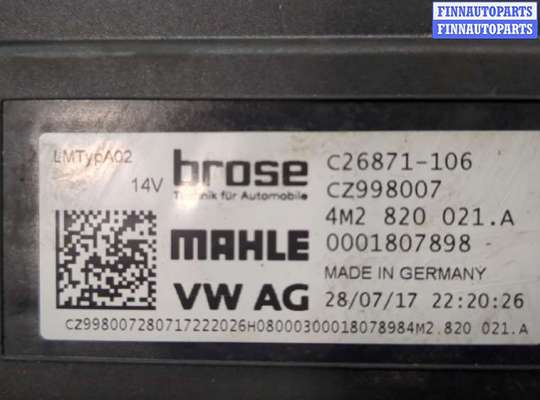 FINNAUTOPARTS
FINNAUTOPARTS
LMTypA02
14V
brose
Technik für Automobile
C26871-106
CZ998007
4M2 820 021.A
MAHLE
0001807898
MADE IN GERMANY
VW AG
28/07/17 22:20:26
CZ998007280717222026H08000300018078984M2.820 021.A